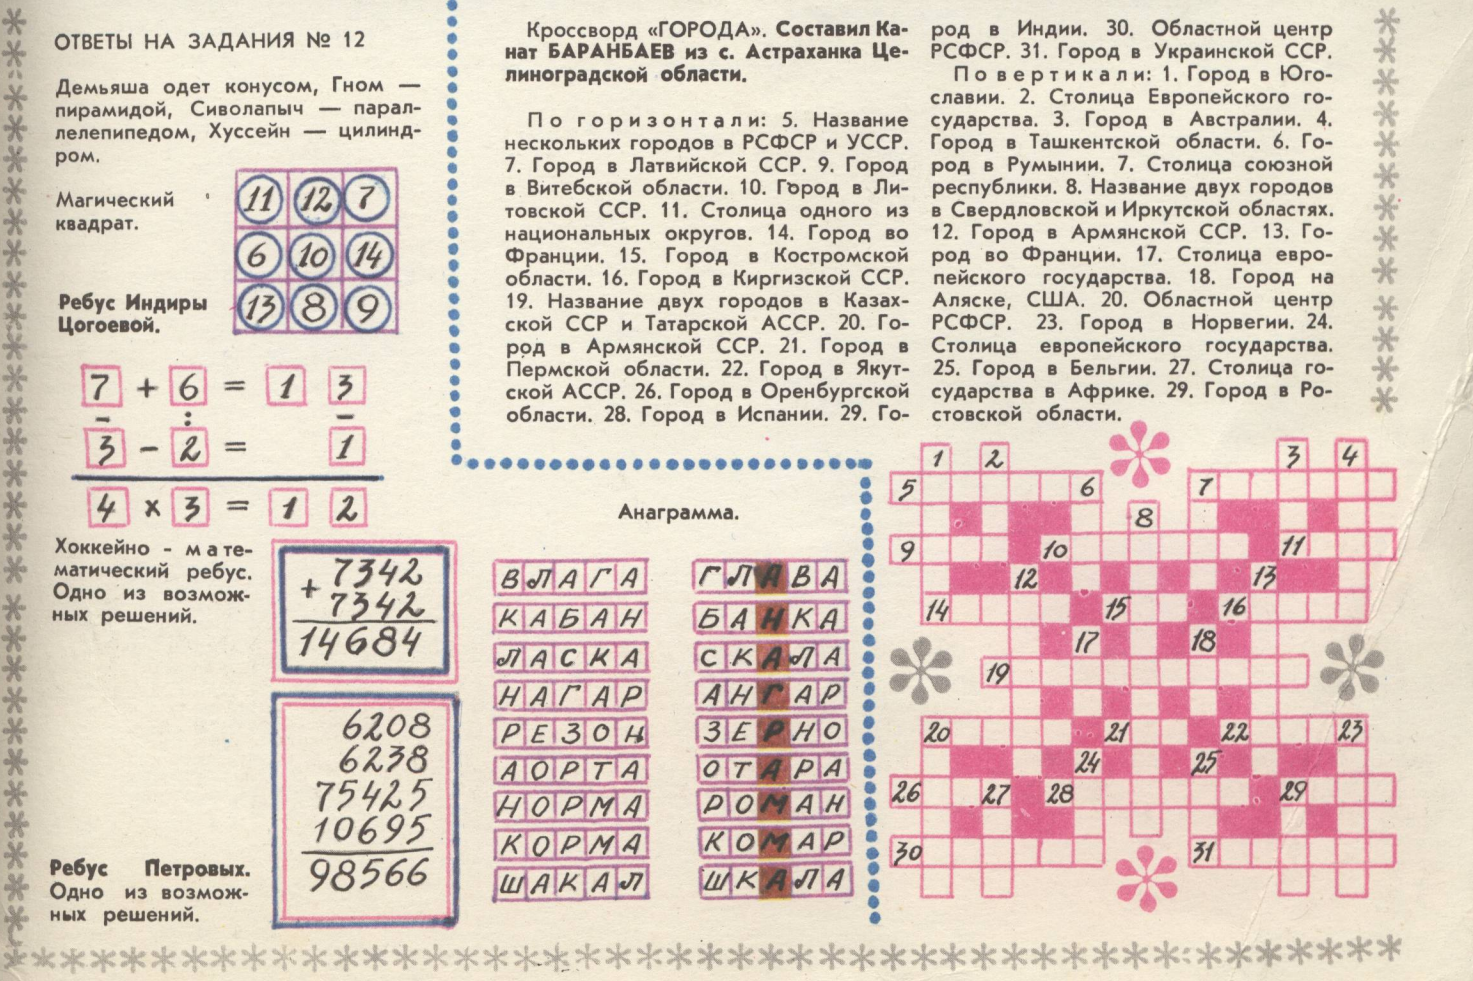 ОТВЕТЫ НА ЗАДАНИЯ № 12
Демьяша одет конусом, Гном —
пирамидой, Сиволапыч — парал-
лелепипедом, Хуссейн — цилинд-
ром.
Магический
квадрат.
11 12 7
6 10 14
13 8 9
Ребус Индиры
Цогоевой.
7 + 6 = 1 3
– : –
3 – 2 = 1
4 х 3 = 1 2
Хоккейно - мате-
матический ребус.
Одно из возмож-
ных решений.
+ 7342
7342
14684
6208
6238
75425
10695
98566
Ребус Петровых.
Одно из возмож-
ных решений.
Кроссворд «ГОРОДА». Составил Ка-
нат БАРАНБАЕВ из с. Астраханка Це-
линоградской области.
По горизонтали: 5. Название
нескольких городов в РСФСР и УССР.
7. Город в Латвийской ССР. 9. Город
в Витебской области. 10. Город в Ли-
товской ССР. 11. Столица одного из
национальных округов. 14. Город во
Франции. 15. Город в Костромской
области. 16. Город в Киргизской ССР.
19. Название двух городов в Казах-
ской ССР и Татарской АССР. 20. Го-
род в Армянской ССР. 21. Город в
Пермской области. 22. Город в Якут-
ской АССР. 26. Город в Оренбургской
области. 28. Город в Испании. 29. Го-
род в Индии. 30. Областной центр
РСФСР. 31. Город в Украинской ССР.
По вертикали: 1. Город в Юго-
славии. 2. Столица Европейского го-
сударства. 3. Город в Австралии. 4.
Город в Ташкентской области. 6. Го-
род в Румынии. 7. Столица союзной
республики. 8. Название двух городов
в Свердловской и Иркутской областях.
12. Город в Армянской ССР. 13. Го-
род во Франции. 17. Столица евро-
пейского государства. 18. Город на
Аляске, США. 20. Областной центр
РСФСР. 23. Город в Норвегии. 24.
Столица европейского государства.
25. Город в Бельгии. 27. Столица го-
сударства в Африке. 29. Город в Ро-
стовской области.
Анаграмма.
ВЛАГА ГЛАВА
КАБАН БАНКА
ЛАСКА СКАЛА
НАГАР АНГАР
РЕЗОН ЗЕРНО
АОРТА ОТАРА
НОРМА РОМАН
КОРМА КОМАР
ШАКАЛ ШКАЛА
1 2 3 4
5 6 7
8
9 10 11
12 13
14 15 16
17 18
19
20 21 22 23
24 25
26 27 28 29
30 31